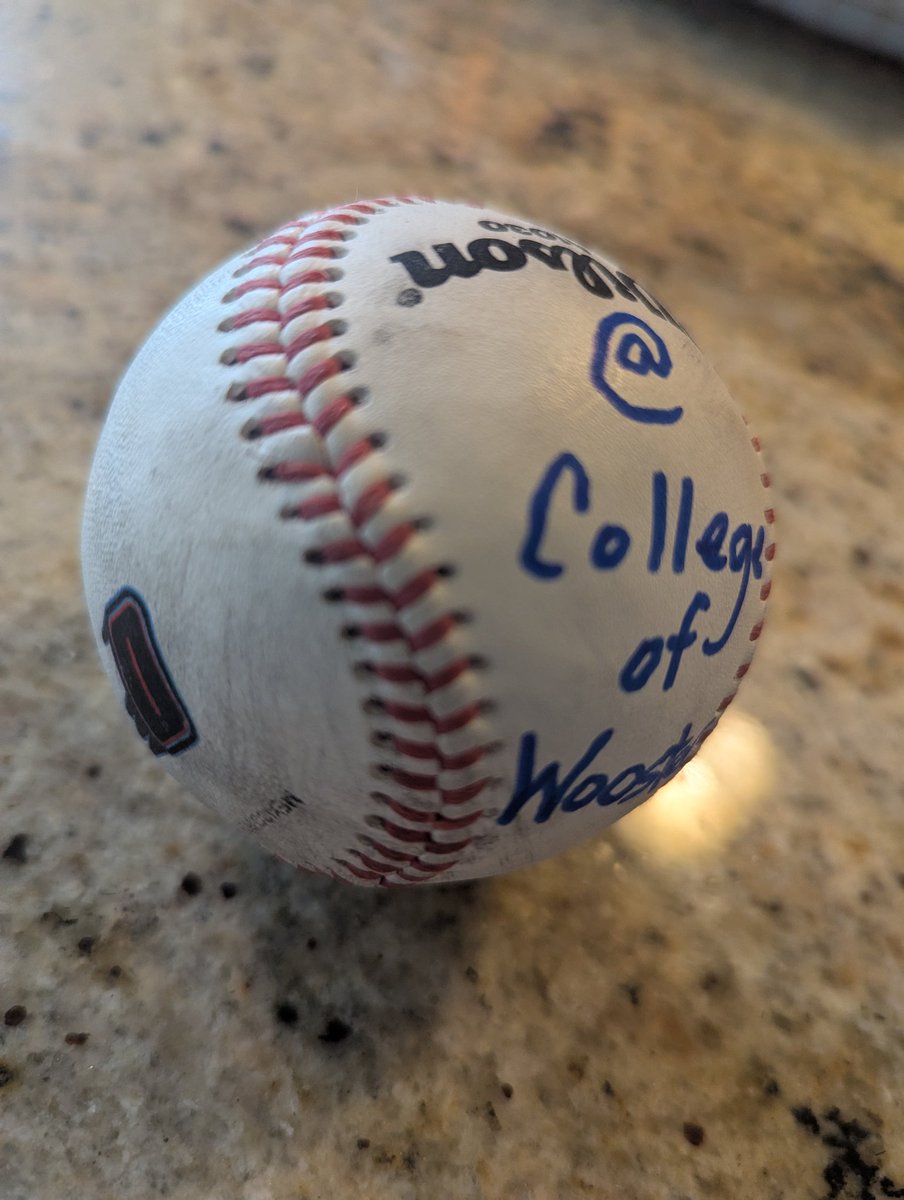 Wilson
@
College
of
Wooster